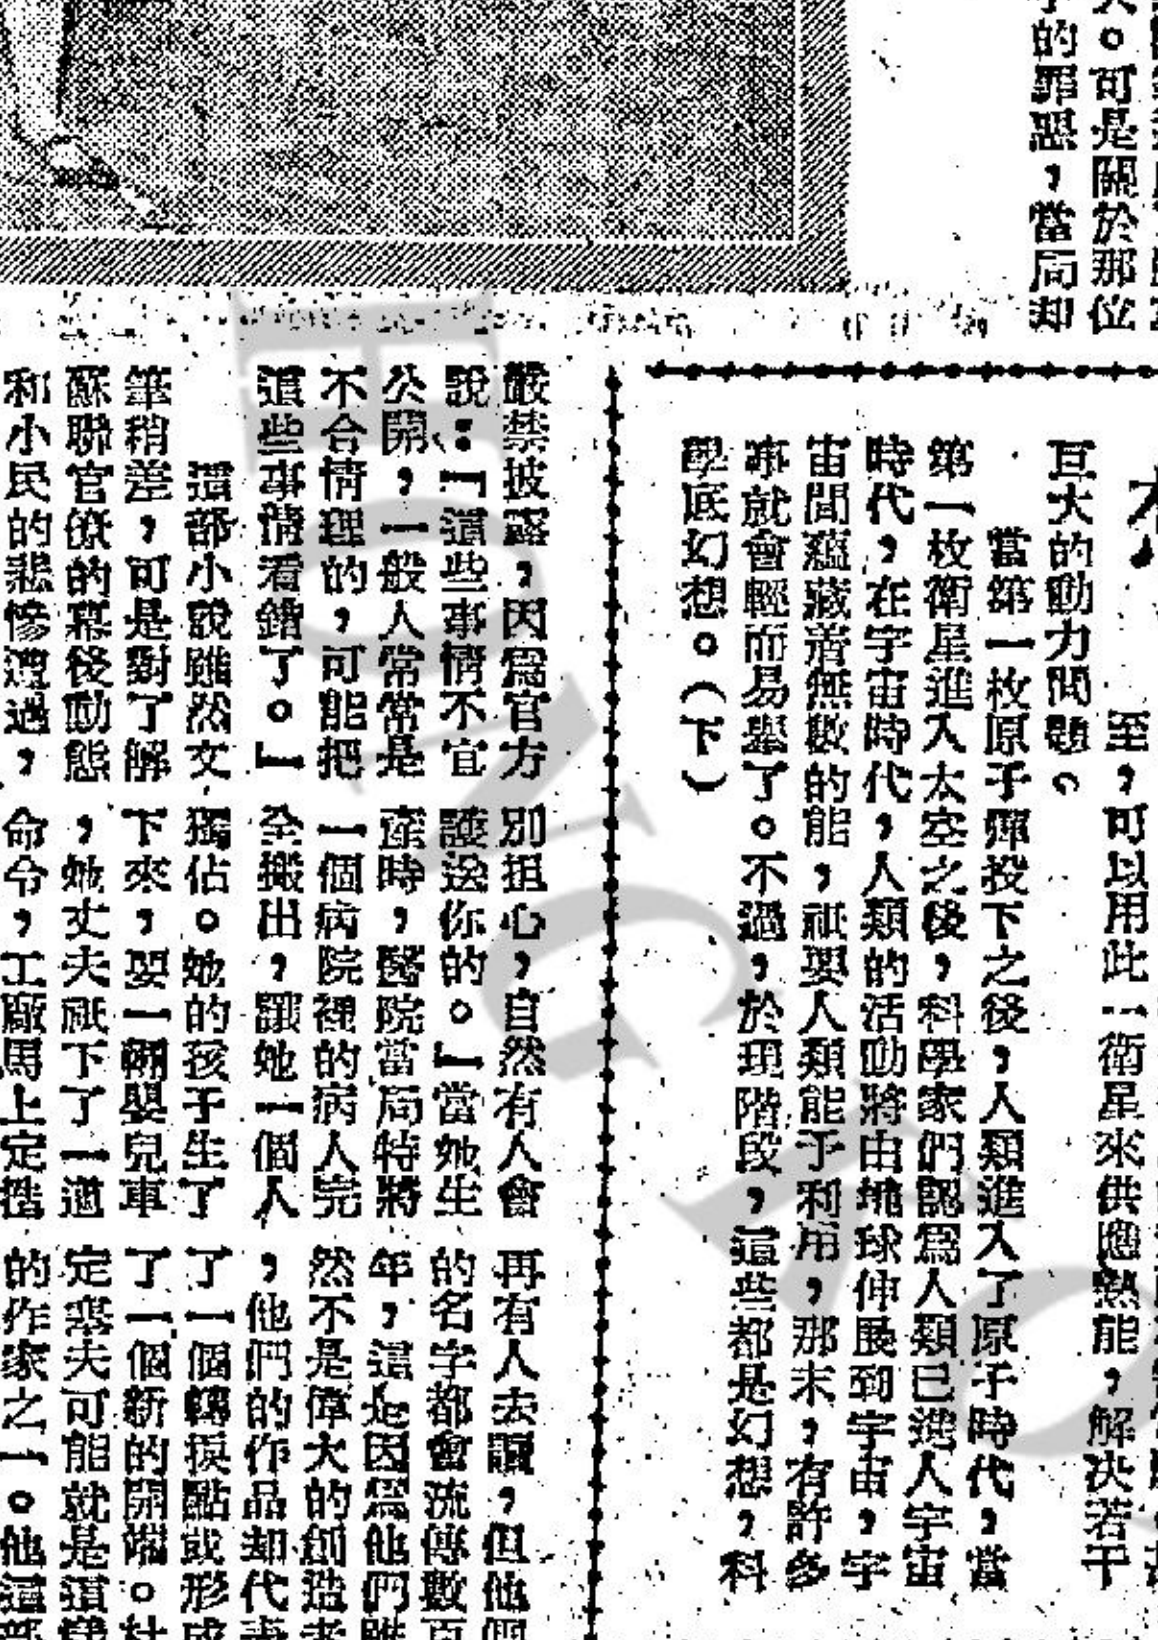 的罪惡，當局却
。可是關於那位
至，可以用此一衛星來供應熱能，解決若干
巨大的動力問題。
當第一枚原子彈投下之後，人類進入了原子時代，當
第一枚衛星進入太空之後，科學家們認爲人類已進人宇宙
時代，在宇宙時代，人類的活動將由地球伸展到宇宙，宇
宙間蘊藏着無數的能，祇要人類能予利用，那末，有許多
事就會輕而易舉了。不過，於現階段，這些都是幻想，科
學底幻想。（下）
嚴禁披露，因爲官方
說：「這些事情不宜
公開，一般人常常是
不合情理的，可能把
這些事情看錯了。」
這部小說雖然文
筆稍差，可是對了解
蘇聯官僚的幕後動態
和小民的悲慘遭遇，
別担心，自然有人會
護送你的。」當她生
產時，醫院當局特將
一個病院裡的病人完
全搬出，讓她一個人
獨佔。她的孩子生了
下來，要一輛嬰兒車
，她丈夫祇下了一道
命令，工廠馬上定造
再有人去讀，但他們
的名字都會流傳數百
年，這是因爲他們雖
然不是偉大的創造者
，他們的作品却代表
了一個轉捩點或形成
了一個新的開端。杜
定塞夫可能就是這等
的作家之一。他這部